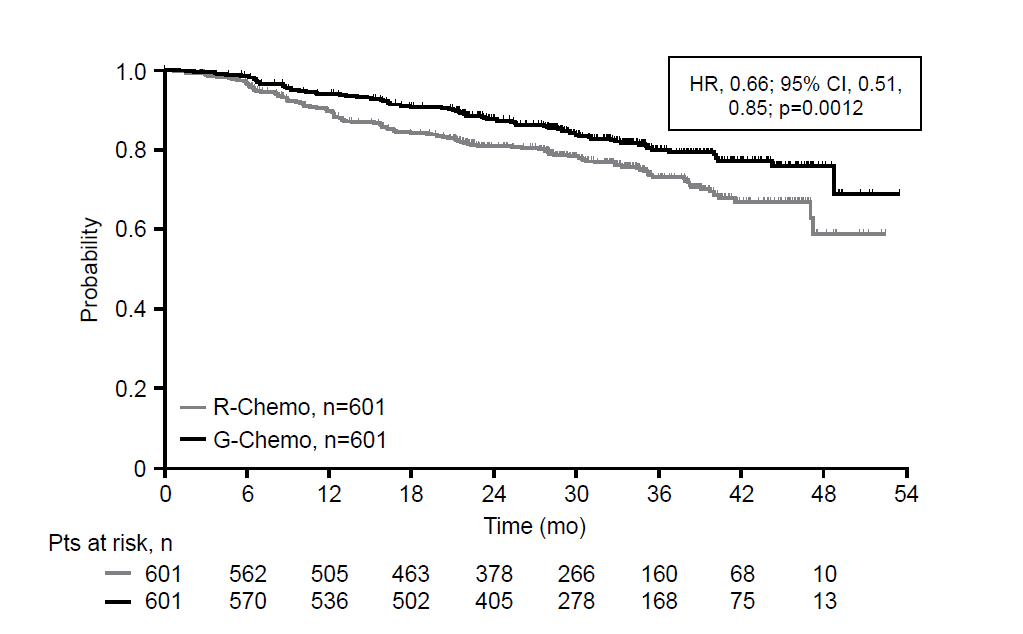 HR, 0.66; 95% CI, 0.51,
0.85; p=0.0012
1.0
0.8
0.6
0.4
0.2
0
Probability
R-Chemo, n=601
G-Chemo, n=601
0 6 12 18 24 30 36 42 48 54
Time (mo)
Pts at risk, n
601 562 505 463 378 266 160 68 10
601 570 536 502 405 278 168 75 13